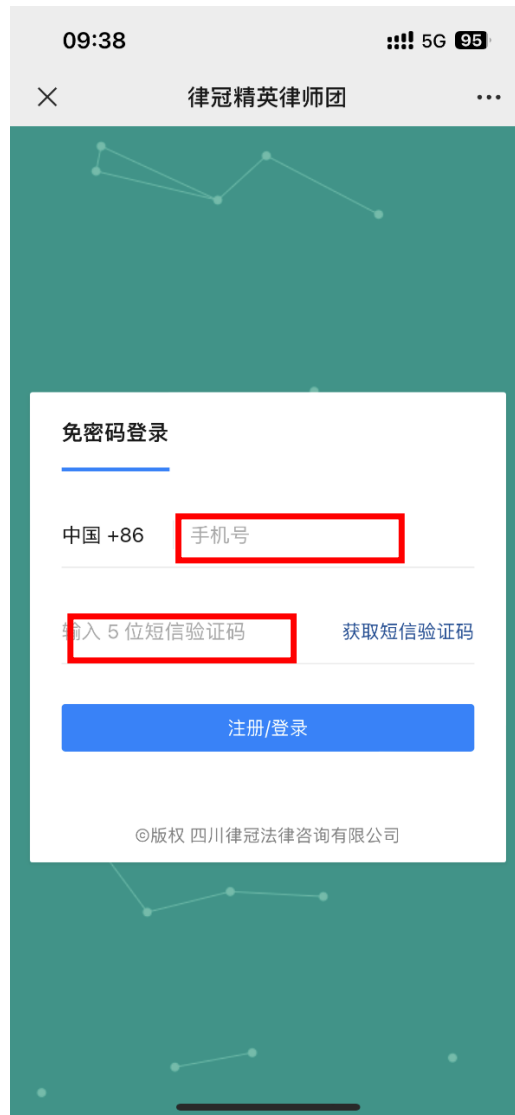 09:38 5G 95
律冠精英律师团
免密码登录
中国 +86 手机号
输入 5 位短信验证码 获取短信验证码
注册/登录
©版权 四川律冠法律咨询有限公司